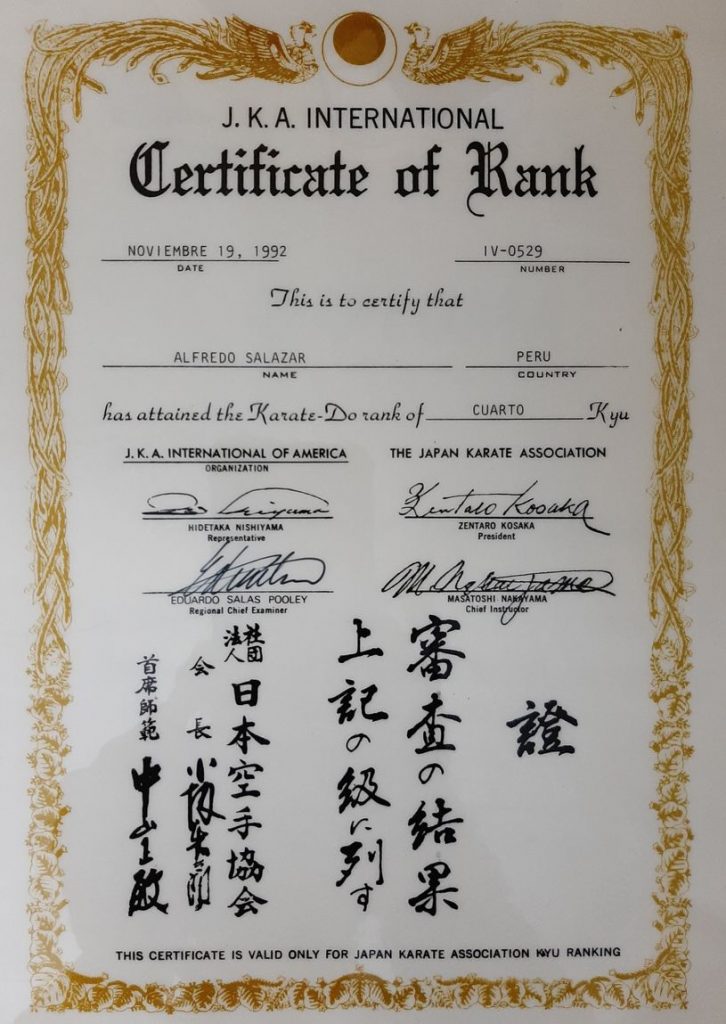 J. K. A. INTERNATIONAL
Certificate of Rank
NOVIEMBRE 19, 1992
DATE
IV-0529
NUMBER
This is to certify that
ALFREDO SALAZAR
NAME
PERU
COUNTRY
has attained the Karate-Do rank of CUARTO Kyu
J. K. A. INTERNATIONAL OF AMERICA
ORGANIZATION
THE JAPAN KARATE ASSOCIATION
HIDETAKA NISHIYAMA
Representative
Zentaro Kosaka
ZENTARO KOSAKA
President
EDUARDO SALAS POOLEY
Regional Chief Examiner
MASATOSHI NAKAYAMA
Chief Instructor
證
審査の結果
上記の級に列す
社団法人
日本空手協会
会長
首席師範
中山正敏
THIS CERTIFICATE IS VALID ONLY FOR JAPAN KARATE ASSOCIATION KYU RANKING